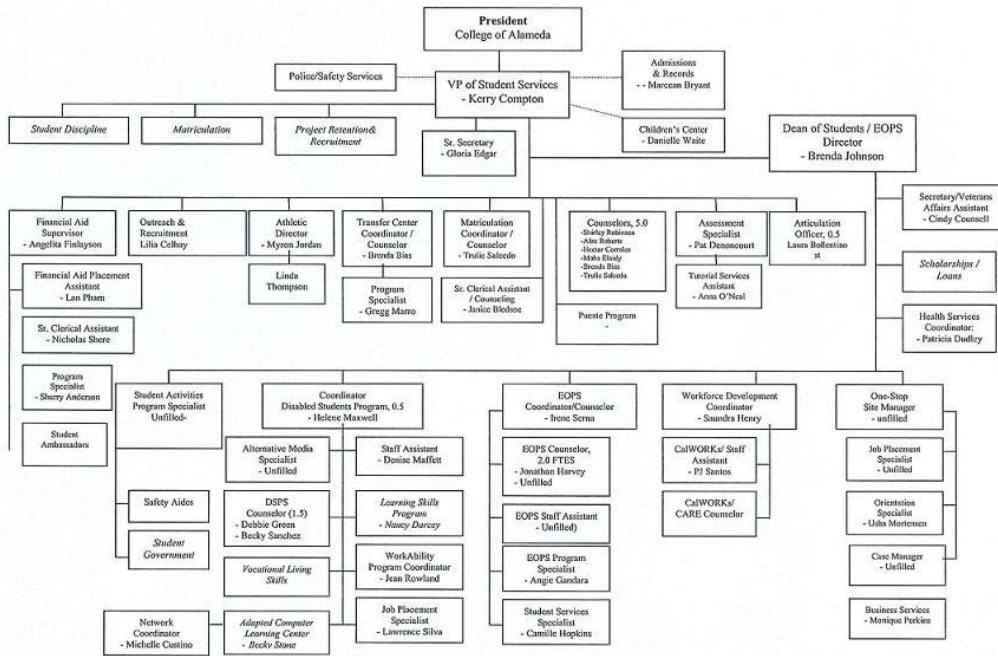 President
College of Alameda
Police/Safety Services
VP of Student Services
- Kerry Compton
Admissions
& Records
- - Marcean Bryant
Student Discipline
Matriculation
Project Retention&
Recruitment
Sr. Secretary
- Gloria Edgar
Children's Center
- Danielle Waite
Dean of Students / EOPS
Director
- Brenda Johnson
Financial Aid
Supervisor
- Angelita Finlayson
Outreach &
Recruitment
Lilia Celhay
Athletic
Director
- Myron Jordan
Transfer Center
Coordinator /
Counselor
- Brenda Bias
Matriculation
Coordinator /
Counselor
- Trulie Salcedo
Counselors, 5.0
-Shirley Robinson
-Alex Roberts
-Hector Corrales
-Maha Elaidy
-Brenda Bias
-Trulie Salcedo
Assessment
Specialist
- Pat Denoncourt
Articulation
Officer, 0.5
Laura Bollentino
st
Secretary/Veterans
Affairs Assistant
- Cindy Counsell
Financial Aid Placement
Assistant
- Lan Pham
Linda
Thompson
Program
Specialist
- Gregg Marro
Sr. Clerical Assistant
/ Counseling
- Janice Bledsoe
Tutorial Services
Assistant
- Anna O'Neal
Scholarships /
Loans
Sr. Clerical Assistant
- Nicholas Shere
Puente Program
-
Health Services
Coordinator:
- Patricia Dudley
Program
Specialist
- Sherry Anderson
Student
Ambassadors
Student Activities
Program Specialist
Unfilled-
Coordinator
Disabled Students Program, 0.5
- Helene Maxwell
EOPS
Coordinator/Counselor
- Irene Serna
Workforce Development
Coordinator
- Saundra Henry
One-Stop
Site Manager
- unfilled
Alternative Media
Specialist
- Unfilled
Staff Assistant
- Denise Maffett
EOPS Counselor,
2.0 FTES
- Jonathon Harvey
- Unfilled
CalWORKs/ Staff
Assistant
- PJ Santos
Job Placement
Specialist
- Unfilled
Safety Aides
DSPS
Counselor (1.5)
- Debbie Green
- Becky Sanchez
Learning Skills
Program
- Nancy Darcey
EOPS Staff Assistant
- Unfilled)
CalWORKs/
CARE Counselor
Orientation
Specialist
- Usha Mortensen
Student
Government
Vocational Living
Skills
WorkAbility
Program Coordinator
- Jean Rowland
EOPS Program
Specialist
- Angie Gandara
Case Manager
- Unfilled
Network
Coordinator
- Michelle Custino
Adapted Computer
Learning Center
- Becky Stone
Job Placement
Specialist
- Lawrence Silva
Student Services
Specialist
- Camille Hopkins
Business Services
- Monique Perkins